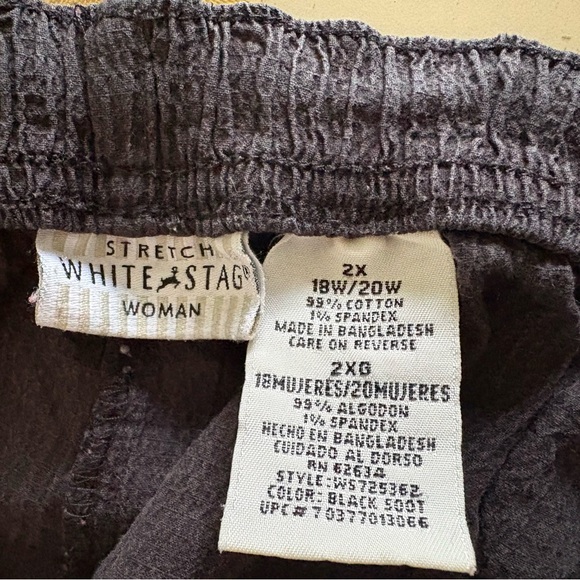 STRETCH
WHITE STAG®
WOMAN
2X
18W/20W
99% COTTON
1% SPANDEX
MADE IN BANGLADESH
CARE ON REVERSE
2XG
18MUJERES/20MUJERES
99% ALGODON
1% SPANDEX
HECHO EN BANGLADESH
CUIDADO AL DORSO
RN 62634
STYLE: WS725362
COLOR: BLACK SOOT
UPC# 70377013066